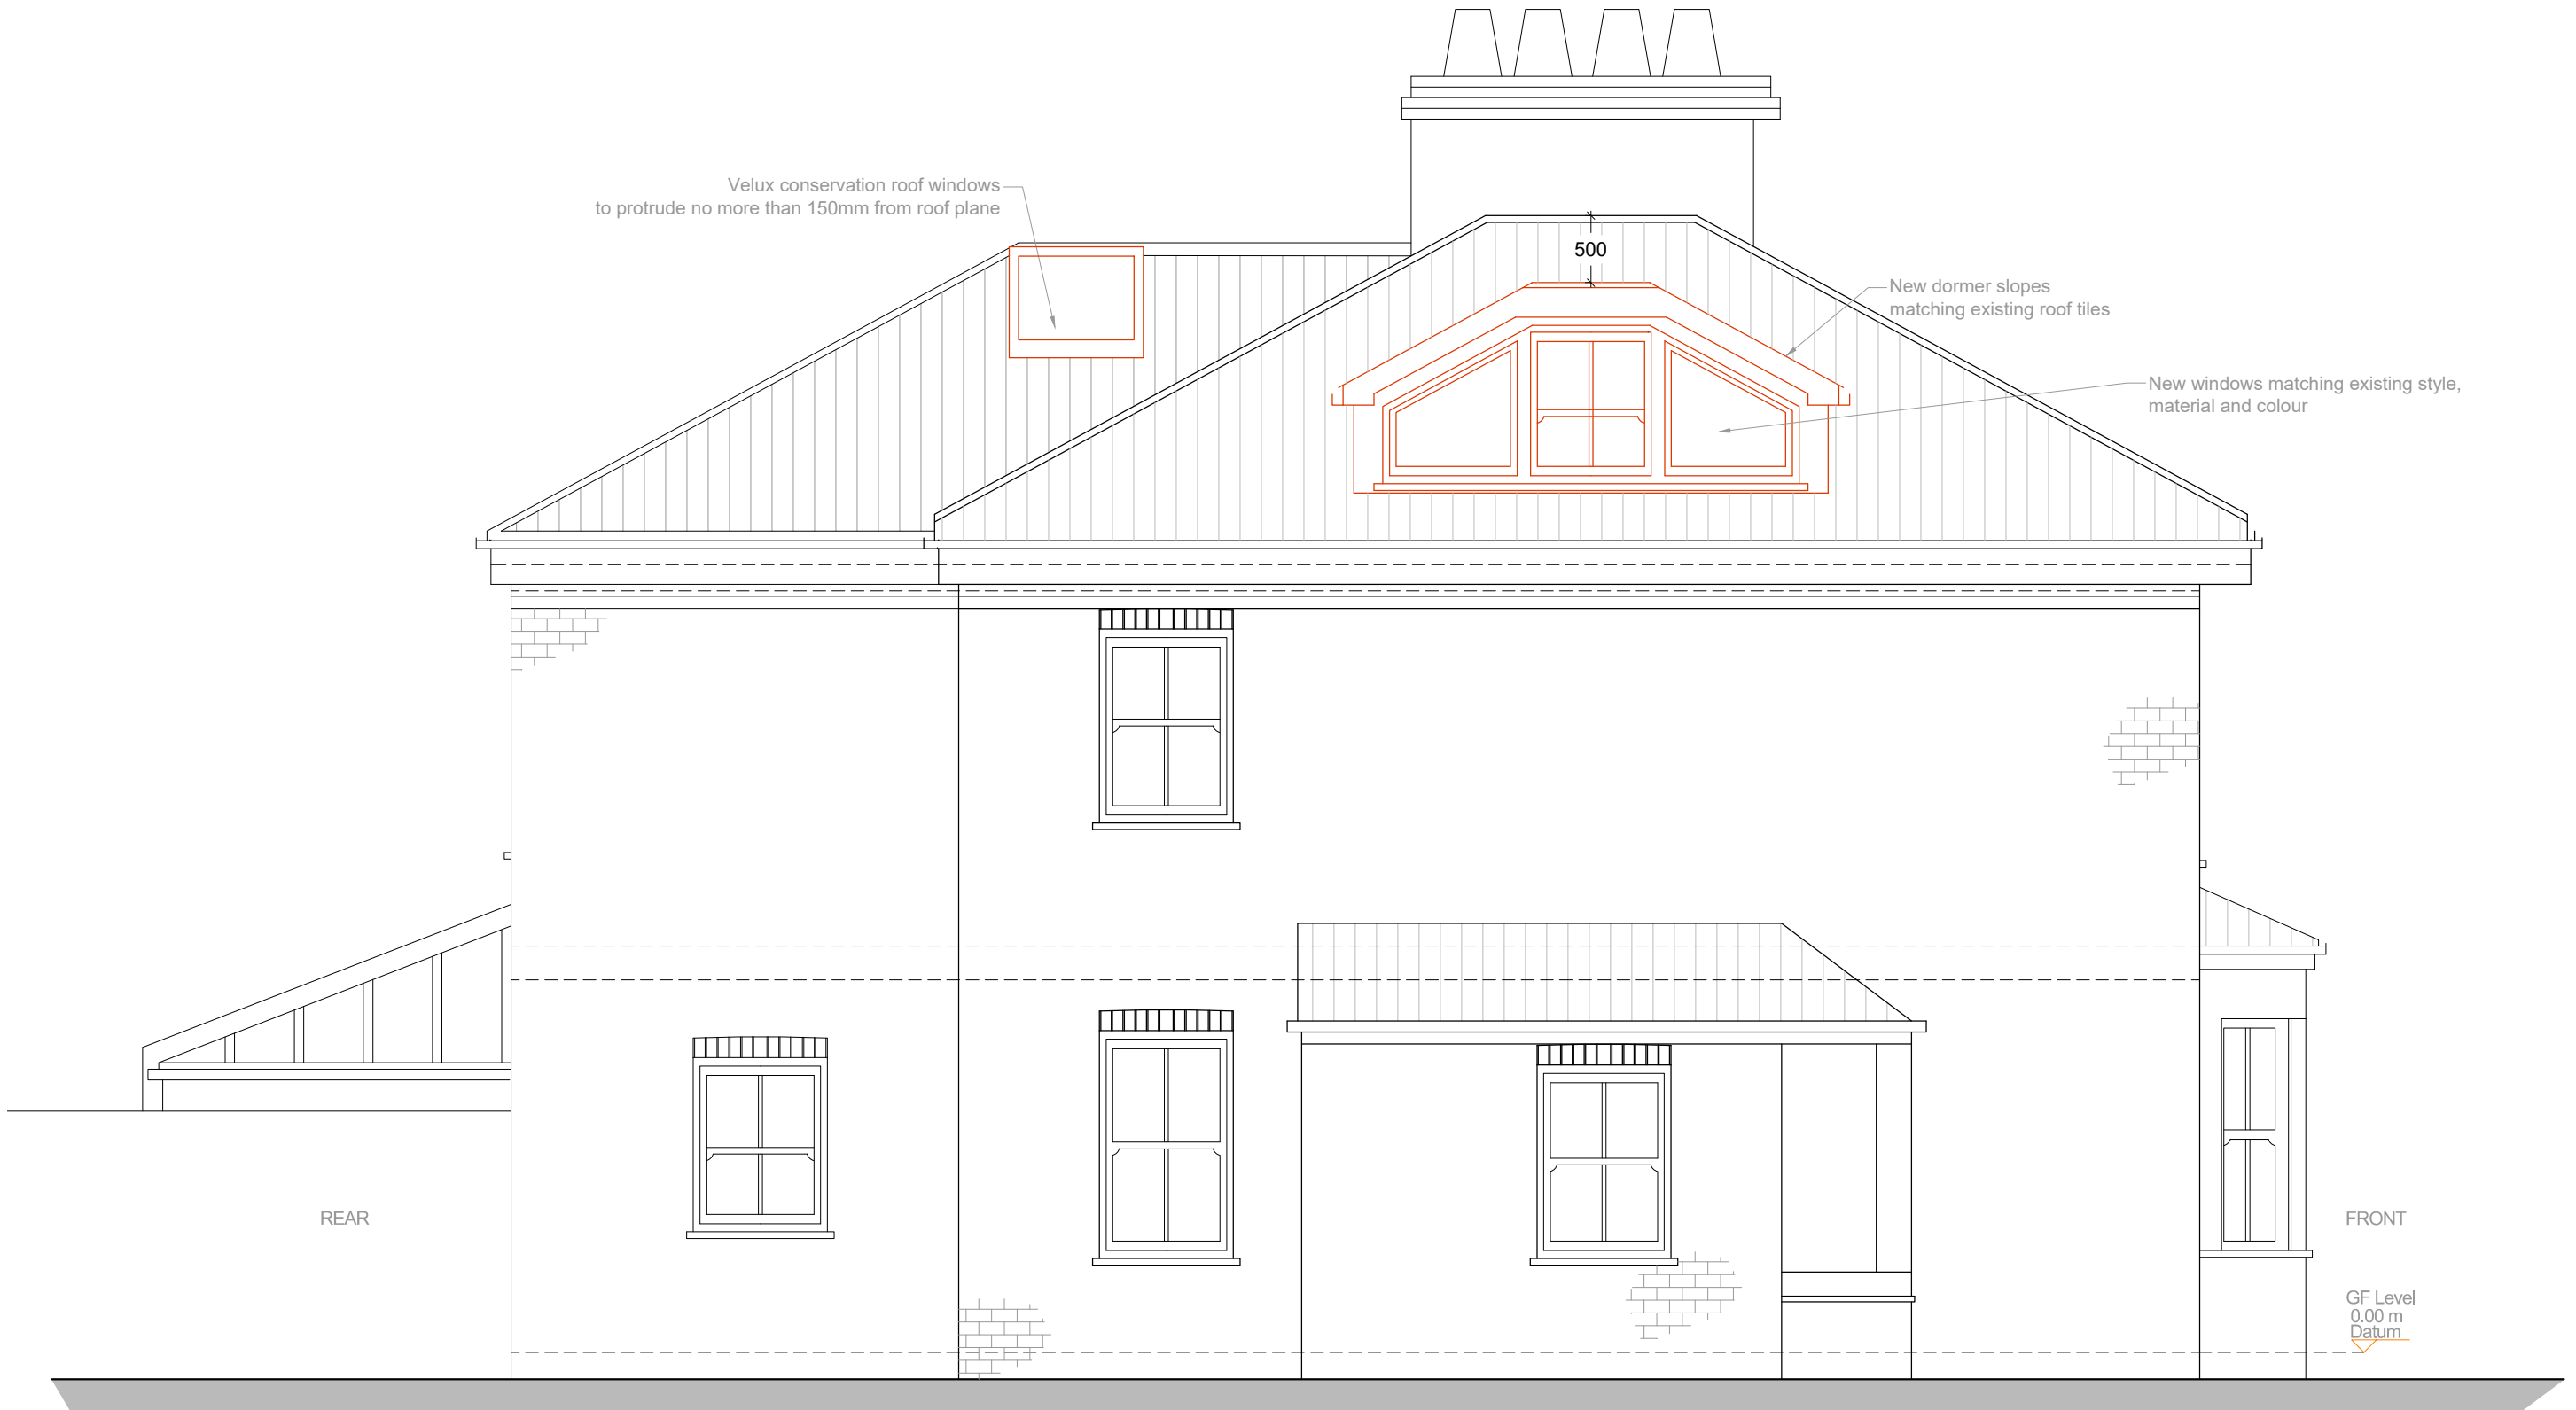 Velux conservation roof windows
to protrude no more than 150mm from roof plane
500
New dormer slopes
matching existing roof tiles
New windows matching existing style,
material and colour
REAR
FRONT
GF Level
0.00 m
Datum